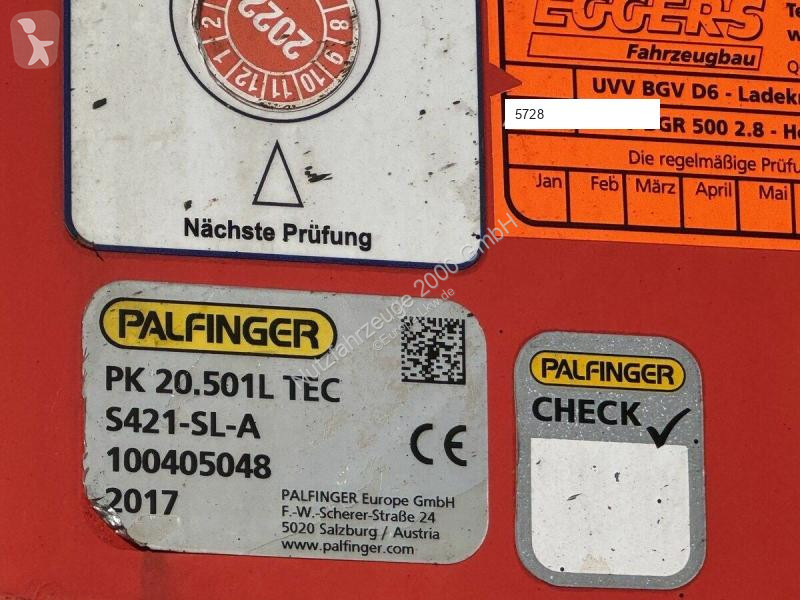 2022
8
9
10
11
12
1
2
Nächste Prüfung
EGGERS
Fahrzeugbau
UVV BGV D6 - Ladekr
5728
GR 500 2.8 - He
Die regelmäßige Prüfu
Jan Feb März April Mai
PALFINGER
PK 20.501L TEC
S421-SL-A
100405048
2017
CE
PALFINGER Europe GmbH
F.-W.-Scherer-Straße 24
5020 Salzburg / Austria
www.palfinger.com
PALFINGER
CHECK
Nutzfahrzeuge 2000 GmbH